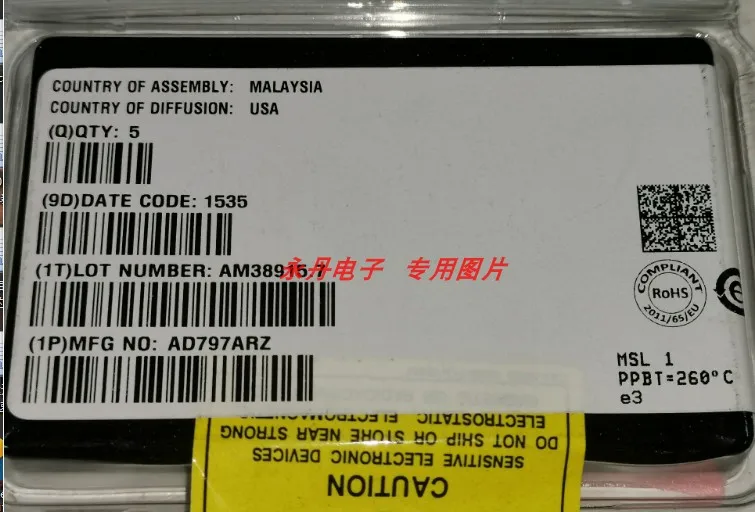 COUNTRY OF ASSEMBLY: MALAYSIA
COUNTRY OF DIFFUSION: USA
(Q)QTY: 5
(9D)DATE CODE: 1535
(1T)LOT NUMBER:
永丹电子 专用图片
COMPLIANT
RoHS
2011/65/EU
(1P)MFG NO: AD797ARZ
MSL 1
PPBT=260°C
e3
CAUTION
SENSITIVE ELECTRONIC DEVICES
DO NOT SHIP OR STORE NEAR STRONG
ELECTROSTATIC ELECTROMAGNETIC